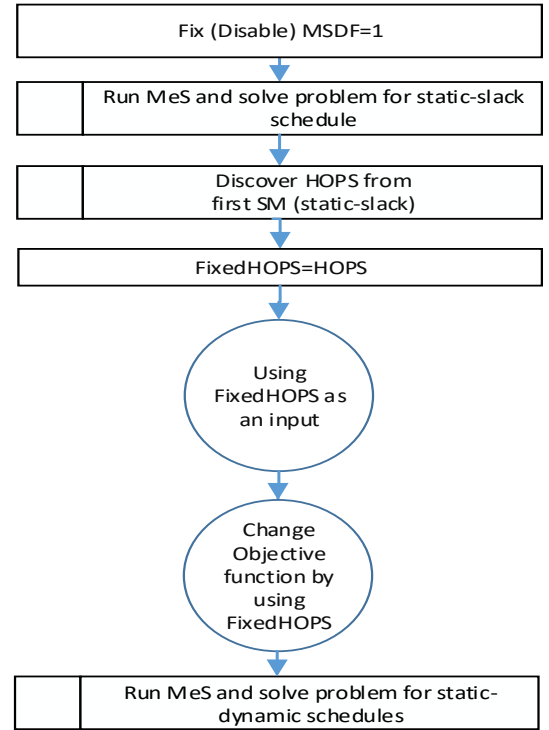 Fix (Disable) MSDF=1
Run MeS and solve problem for static-slack
schedule
Discover HOPS from
first SM (static-slack)
FixedHOPS=HOPS
Using
FixedHOPS as
an input
Change
Objective
function by
using
FixedHOPS
Run MeS and solve problem for static-
dynamic schedules